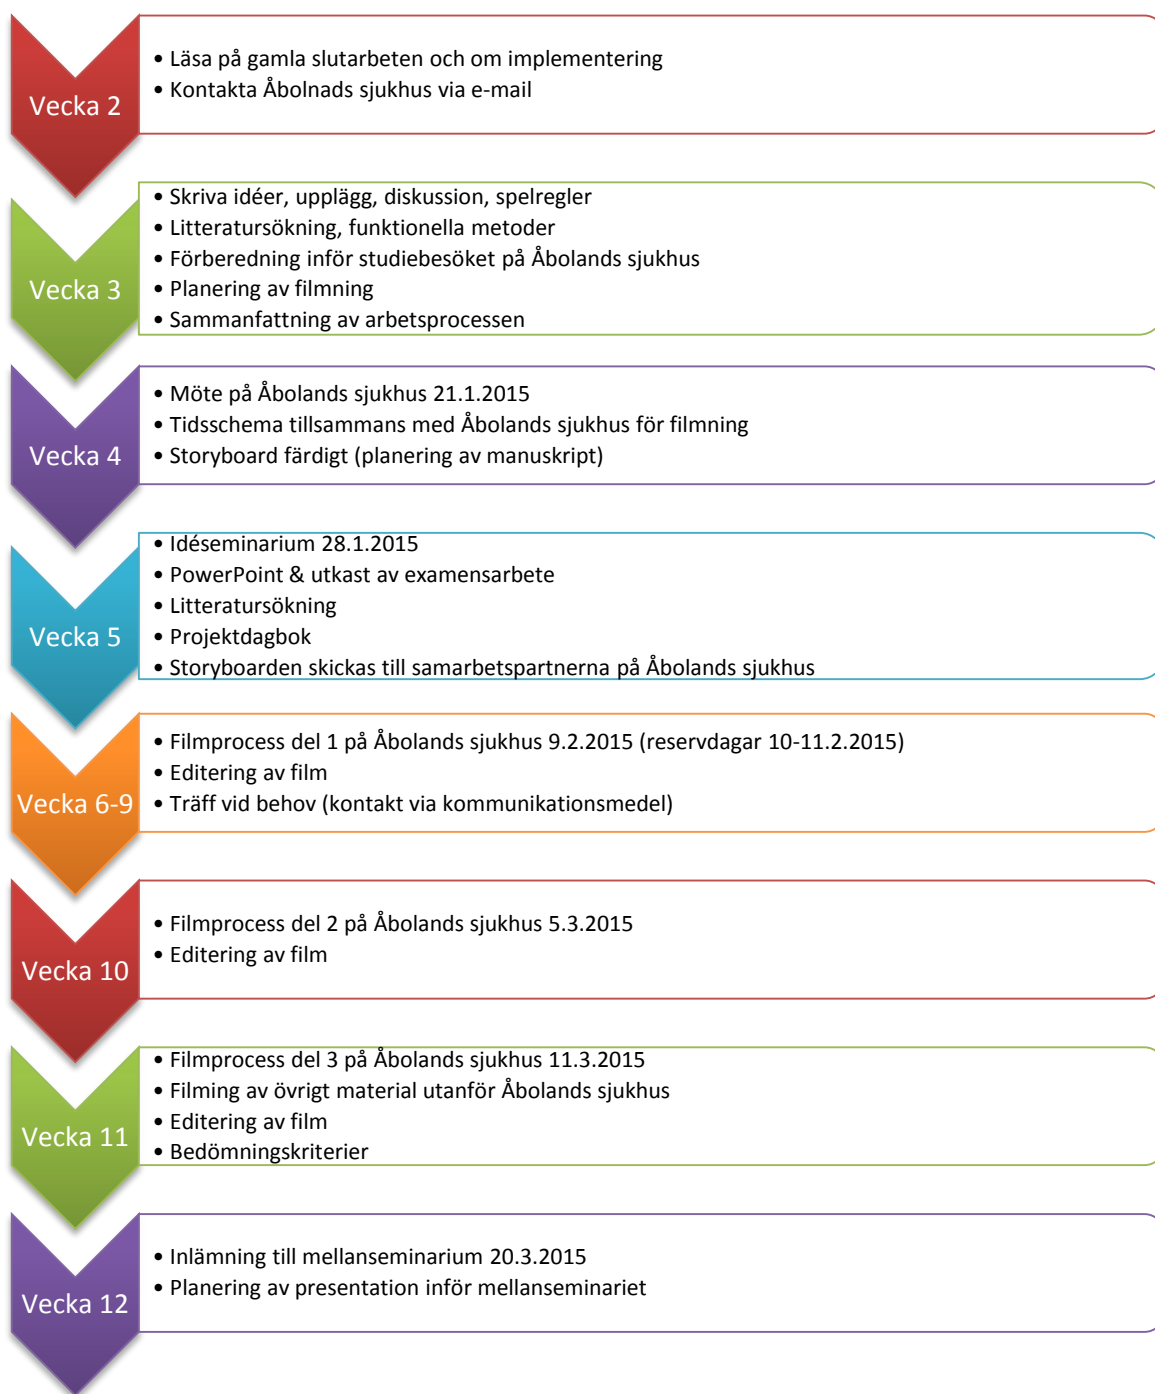 Vecka 2
• Läsa på gamla slutarbeten och om implementering
• Kontakta Åbolnads sjukhus via e-mail
Vecka 3
• Skriva idéer, upplägg, diskussion, spelregler
• Litteratursökning, funktionella metoder
• Förberedning inför studiebesöket på Åbolands sjukhus
• Planering av filmning
• Sammanfattning av arbetsprocessen
Vecka 4
• Möte på Åbolands sjukhus 21.1.2015
• Tidsschema tillsammans med Åbolands sjukhus för filmning
• Storyboard färdigt (planering av manuskript)
Vecka 5
• Idéseminarium 28.1.2015
• PowerPoint & utkast av examensarbete
• Litteratursökning
• Projektdagbok
• Storyboarden skickas till samarbetspartnerna på Åbolands sjukhus
Vecka 6-9
• Filmprocess del 1 på Åbolands sjukhus 9.2.2015 (reservdagar 10-11.2.2015)
• Editering av film
• Träff vid behov (kontakt via kommunikationsmedel)
Vecka 10
• Filmprocess del 2 på Åbolands sjukhus 5.3.2015
• Editering av film
Vecka 11
• Filmprocess del 3 på Åbolands sjukhus 11.3.2015
• Filming av övrigt material utanför Åbolands sjukhus
• Editering av film
• Bedömningskriterier
Vecka 12
• Inlämning till mellanseminarium 20.3.2015
• Planering av presentation inför mellanseminariet